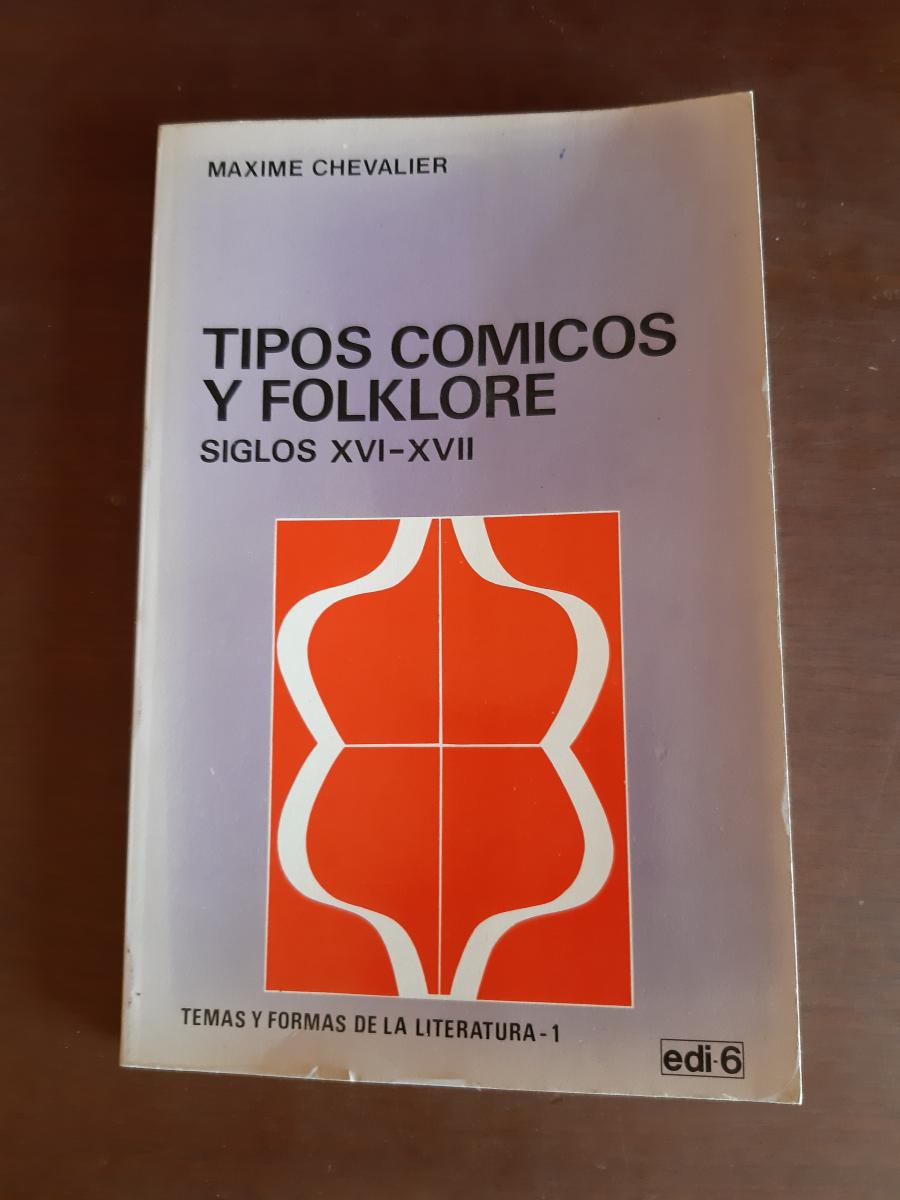 MAXIME CHEVALIER
TIPOS COMICOS
Y FOLKLORE
SIGLOS XVI-XVII
TEMAS Y FORMAS DE LA LITERATURA-1
edi-6